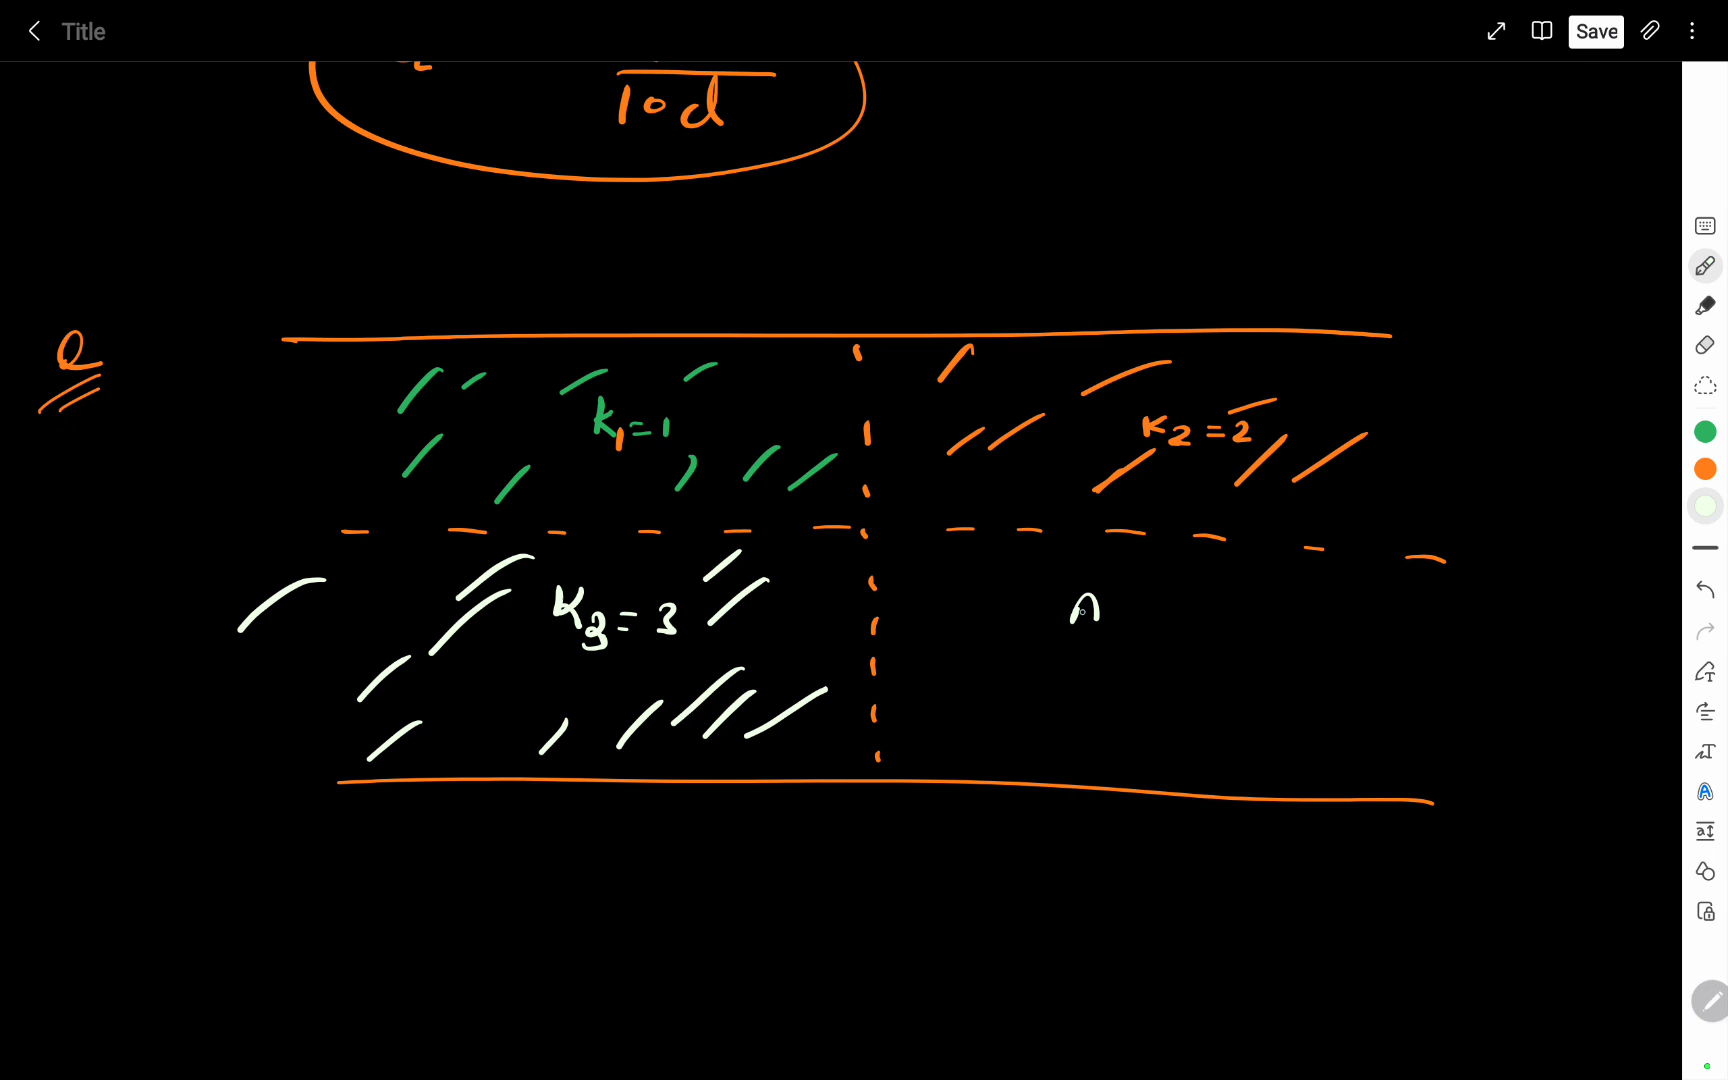 Title
Save
10d
Q
K1 = 1
K2 = 2
K3 = 3